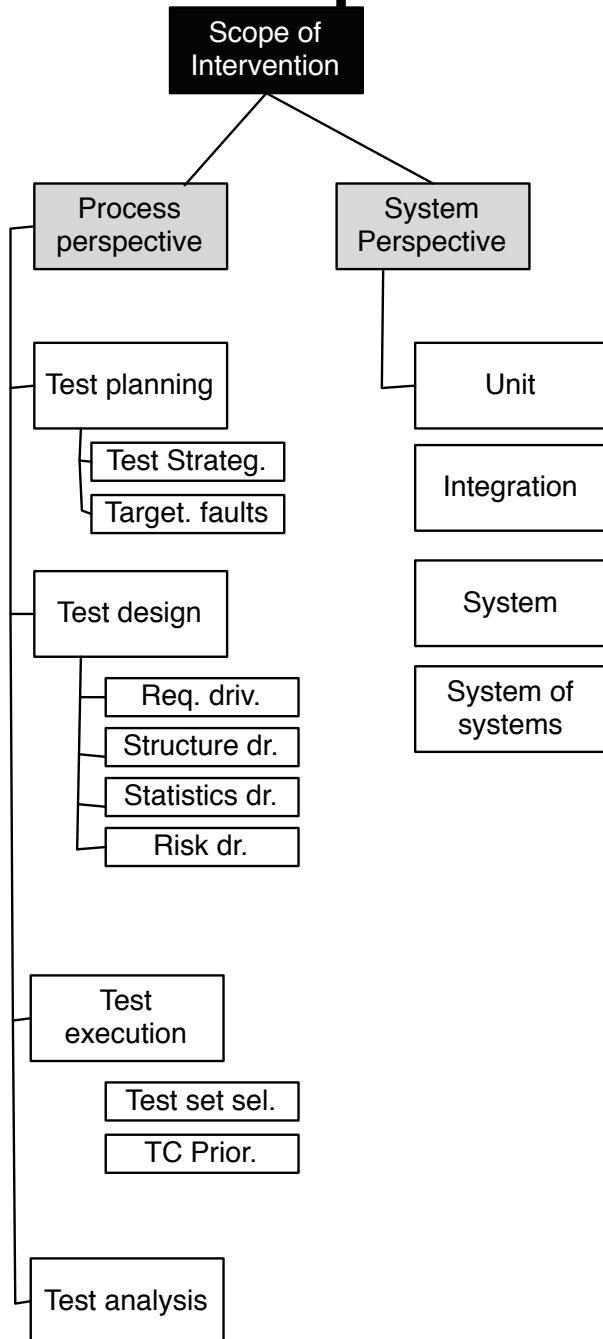 Scope of
Intervention
Process
perspective
System
Perspective
Test planning
Test Strateg.
Target. faults
Test design
Req. driv.
Structure dr.
Statistics dr.
Risk dr.
Test
execution
Test set sel.
TC Prior.
Test analysis
Unit
Integration
System
System of
systems